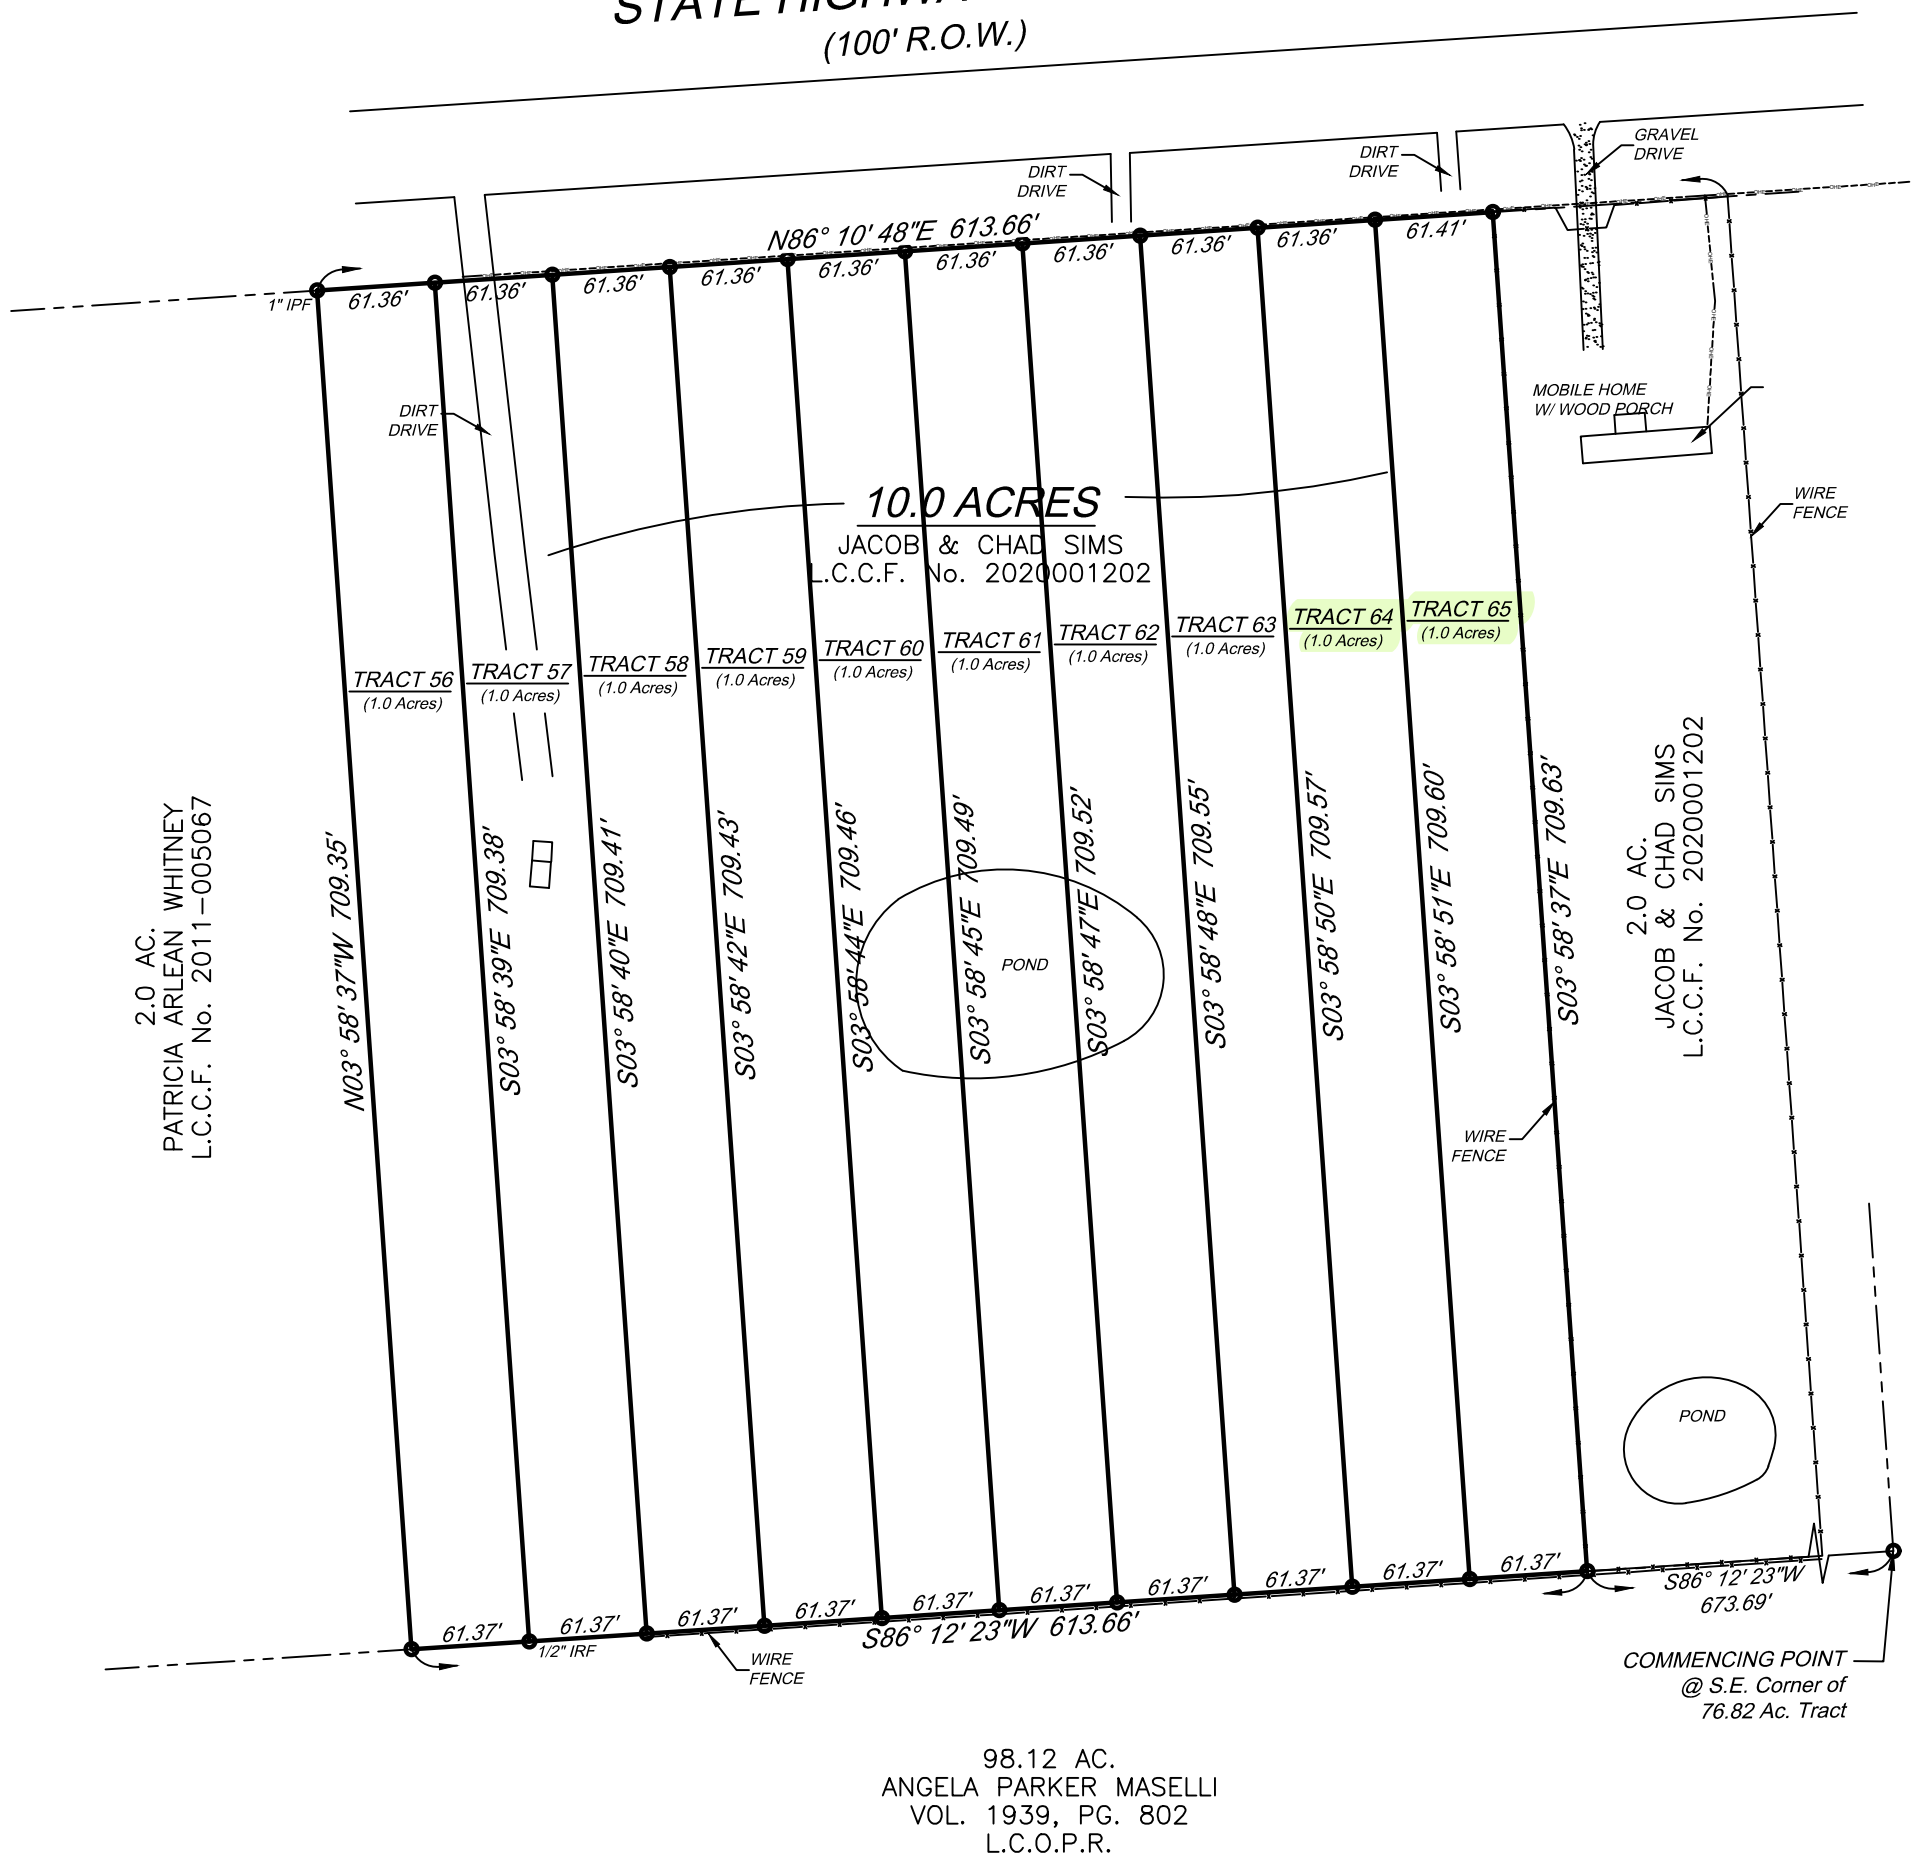 STATE HIGHWA
(100' R.O.W.)
GRAVEL
DRIVE
DIRT
DRIVE
DIRT
DRIVE
N86° 10' 48"E 613.66'
1" IPF
61.36'
61.36'
61.36'
61.36'
61.36'
61.36'
61.36'
61.36'
61.36'
61.41'
DIRT
DRIVE
MOBILE HOME
W/ WOOD PORCH
10.0 ACRES
JACOB & CHAD SIMS
L.C.C.F. No. 2020001202
WIRE
FENCE
TRACT 56
(1.0 Acres)
TRACT 57
(1.0 Acres)
TRACT 58
(1.0 Acres)
TRACT 59
(1.0 Acres)
TRACT 60
(1.0 Acres)
TRACT 61
(1.0 Acres)
TRACT 62
(1.0 Acres)
TRACT 63
(1.0 Acres)
TRACT 64
(1.0 Acres)
TRACT 65
(1.0 Acres)
2.0 AC.
PATRICIA ARLEAN WHITNEY
L.C.C.F. No. 2011-005067
N03° 58' 37"W 709.35'
S03° 58' 39"E 709.38'
S03° 58' 40"E 709.41'
S03° 58' 42"E 709.43'
S03° 58' 44"E 709.46'
S03° 58' 45"E 709.49'
S03° 58' 47"E 709.52'
S03° 58' 48"E 709.55'
S03° 58' 50"E 709.57'
S03° 58' 51"E 709.60'
S03° 58' 37"E 709.63'
2.0 AC.
JACOB & CHAD SIMS
L.C.C.F. No. 2020001202
POND
WIRE
FENCE
POND
61.37'
61.37'
61.37'
61.37'
61.37'
61.37'
61.37'
61.37'
61.37'
61.37'
1/2" IRF
S86° 12' 23"W 613.66'
S86° 12' 23"W
673.69'
WIRE
FENCE
COMMENCING POINT
@ S.E. Corner of
76.82 Ac. Tract
98.12 AC.
ANGELA PARKER MASELLI
VOL. 1939, PG. 802
L.C.O.P.R.